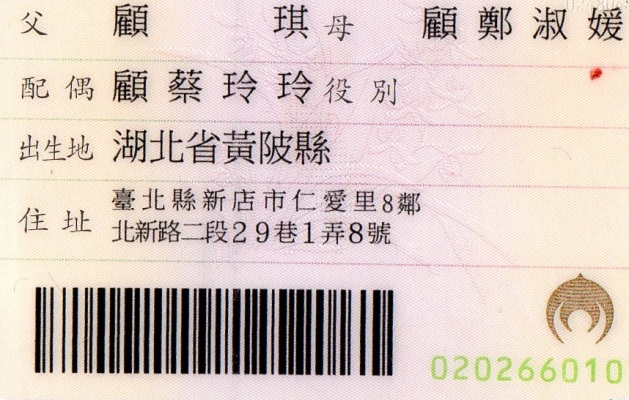 父 顧琪 母 顧鄭淑媛
配偶 顧蔡玲玲 役別
出生地 湖北省黃陂縣
住址 臺北縣新店市仁愛里8鄰
北新路二段29巷1弄8號
020266010